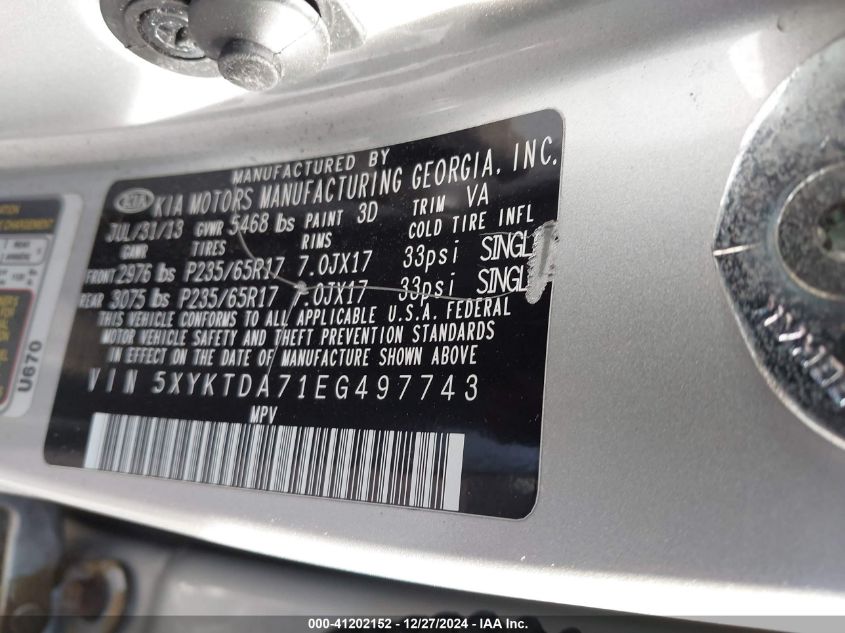 MANUFACTURED BY
KIA KIA MOTORS MANUFACTURING GEORGIA, INC.
JUL/31/13 GVWR 5468 lbs PAINT 3D TRIM VA
GAWR TIRES RIMS COLD TIRE INFL
FRONT 2976 lbs P235/65R17 7.0JX17 33psi SINGL
REAR 3075 lbs P235/65R17 7.0JX17 33psi SINGL
THIS VEHICLE CONFORMS TO ALL APPLICABLE U.S.A. FEDERAL
MOTOR VEHICLE SAFETY AND THEFT PREVENTION STANDARDS
IN EFFECT ON THE DATE OF MANUFACTURE SHOWN ABOVE
VIN 5XYKTDA71EG497743
MPV
U670
000-41202152 - 12/27/2024 - IAA Inc.